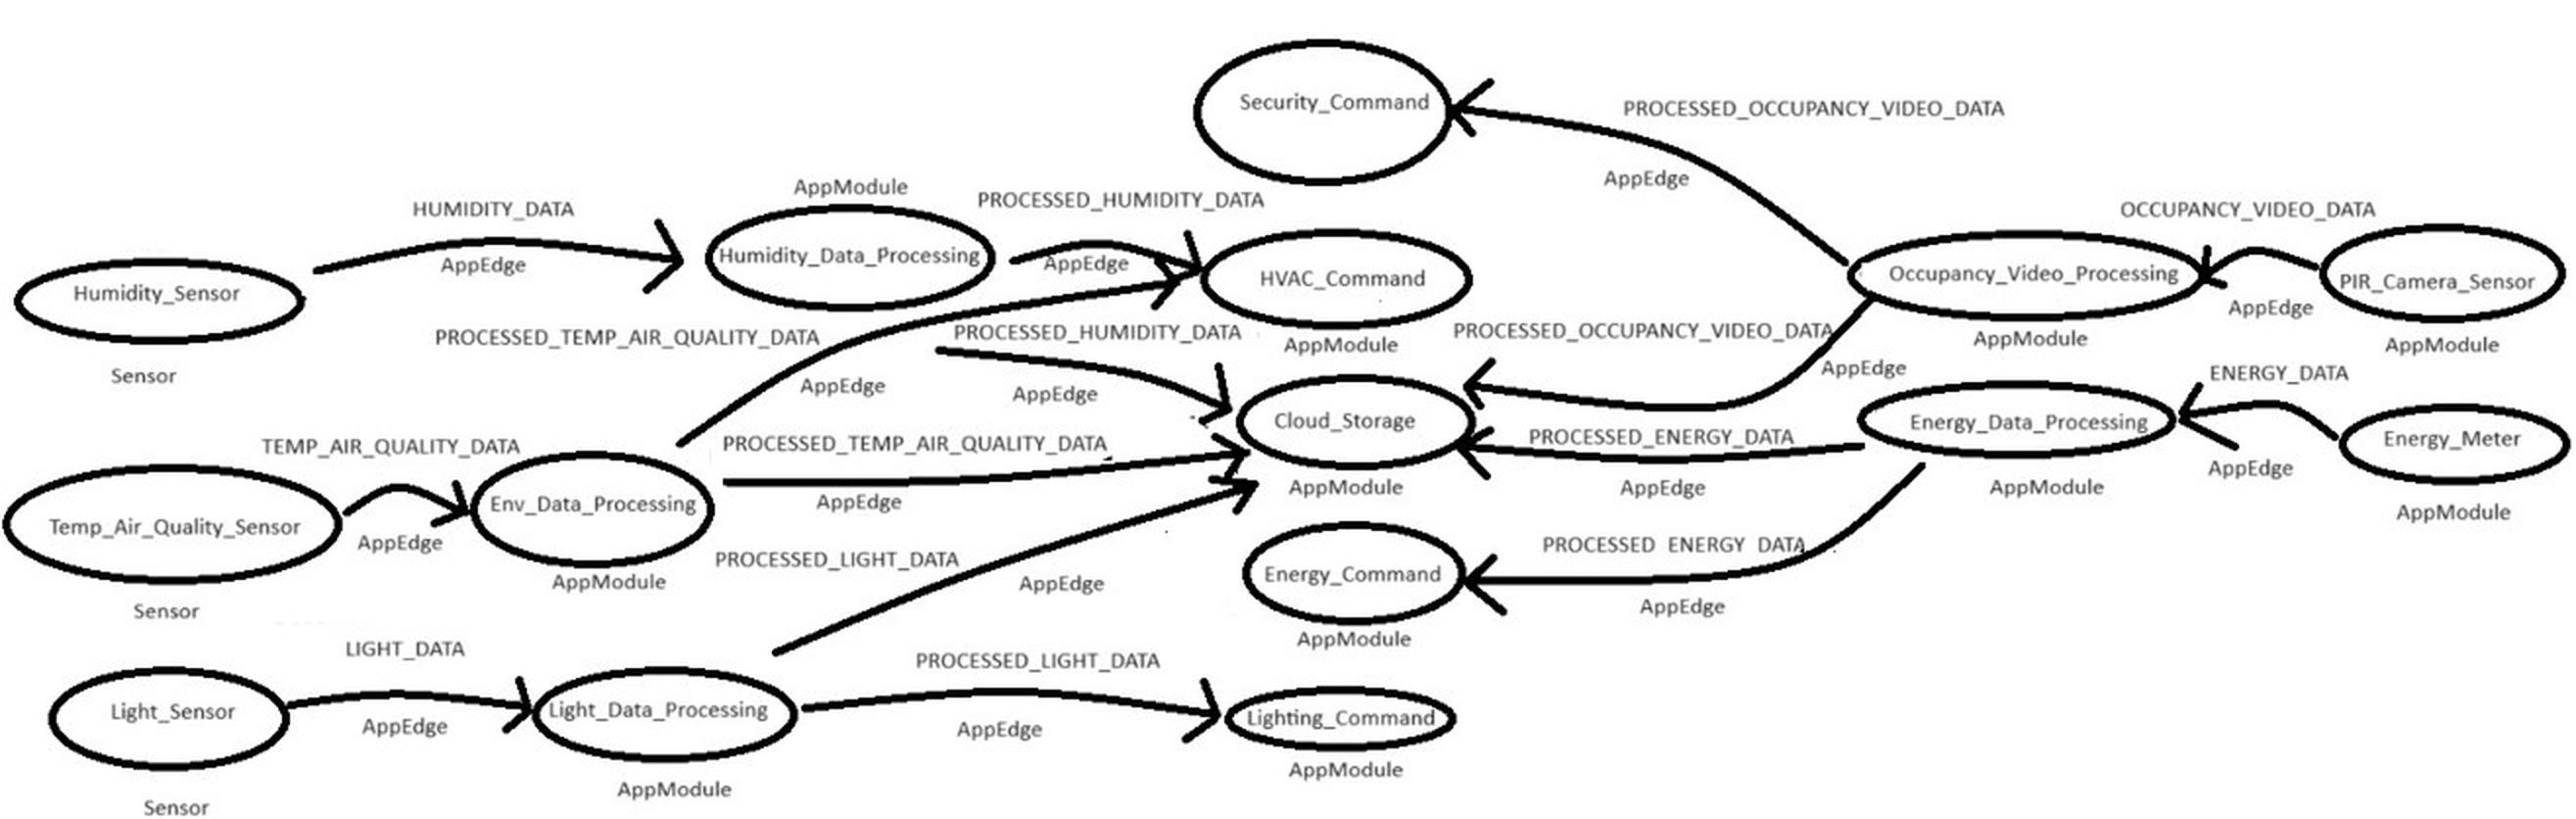 Security_Command
PROCESSED_OCCUPANCY_VIDEO_DATA
AppEdge
AppModule
PROCESSED_HUMIDITY_DATA
HUMIDITY_DATA
OCCUPANCY_VIDEO_DATA
AppEdge
Humidity_Data_Processing
AppEdge
HVAC_Command
Occupancy_Video_Processing
PIR_Camera_Sensor
Humidity_Sensor
AppEdge
PROCESSED_TEMP_AIR_QUALITY_DATA
PROCESSED_HUMIDITY_DATA
AppModule
PROCESSED_OCCUPANCY_VIDEO_DATA
AppModule
AppModule
Sensor
AppEdge
AppEdge
AppEdge
ENERGY_DATA
Cloud_Storage
Energy_Data_Processing
Energy_Meter
TEMP_AIR_QUALITY_DATA
PROCESSED_TEMP_AIR_QUALITY_DATA
PROCESSED_ENERGY_DATA
AppEdge
Temp_Air_Quality_Sensor
Env_Data_Processing
AppEdge
AppModule
AppEdge
AppModule
AppModule
AppEdge
AppModule
PROCESSED_LIGHT_DATA
AppEdge
Energy_Command
PROCESSED ENERGY DATA
Sensor
AppEdge
AppModule
LIGHT_DATA
PROCESSED_LIGHT_DATA
Light_Sensor
AppEdge
Light_Data_Processing
AppEdge
Lighting_Command
AppModule
AppModule
Sensor